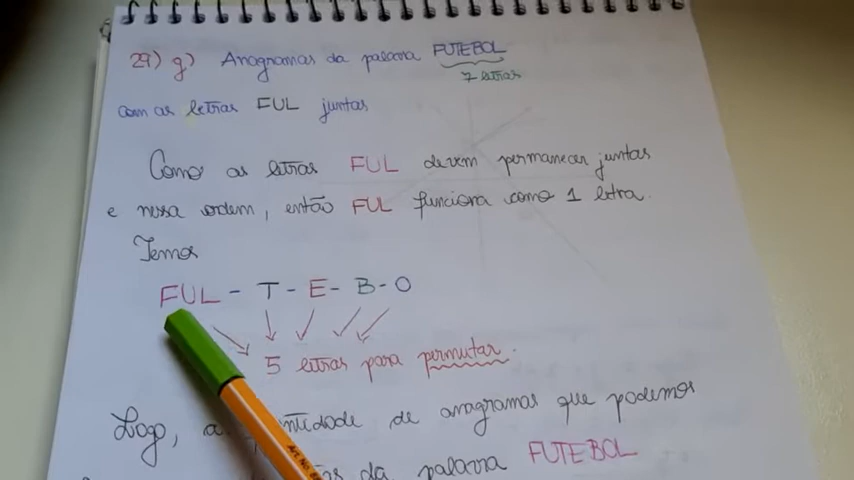 29) g) Anagramas da palavra FUTEBOL
7 letras
com as letras FUL juntas
Como as letras FUL devem permanecer juntas
e nessa ordem, então FUL funciona como 1 letra.
Temos
FUL - T - E - B - O
5 letras para permutar.
Logo, a ntidade de anagramas que podemos
da palavra FUTEBOL